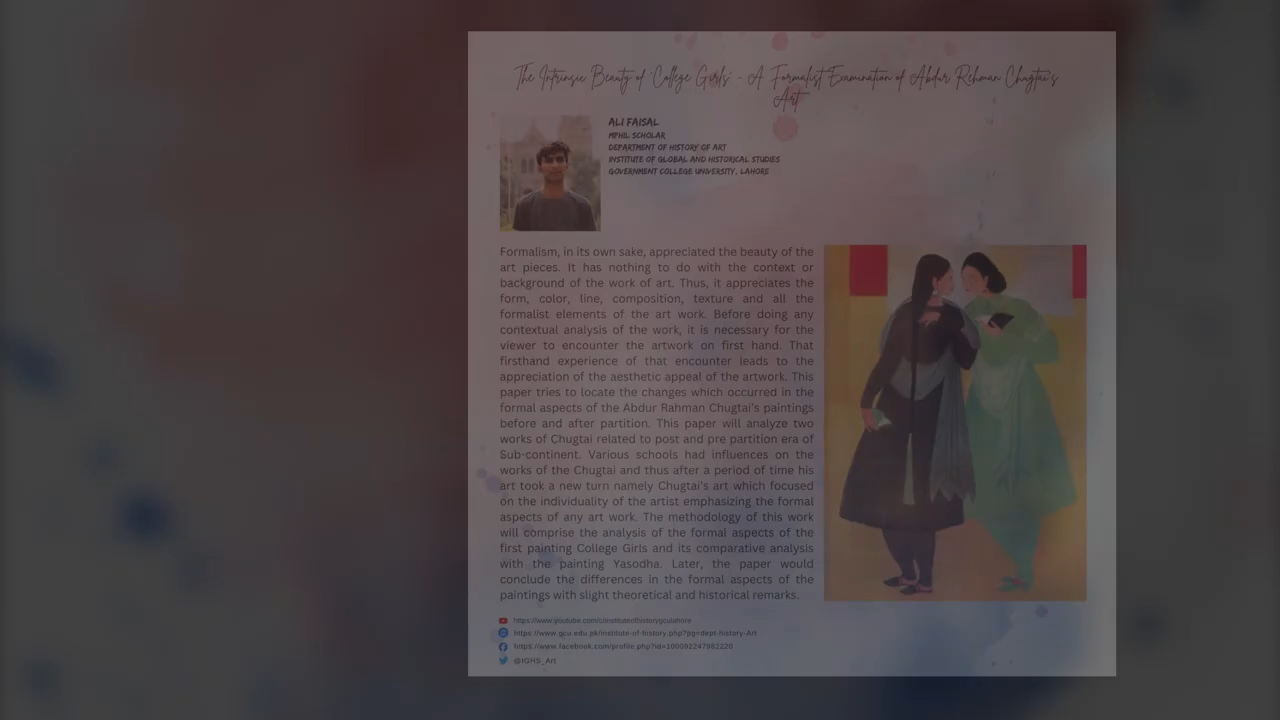 The Intrinsic Beauty of 'College Girls' - A Formalist Examination of Abdur Rehman Chugtai's
Art
ALI FAISAL
MPHIL SCHOLAR
DEPARTMENT OF HISTORY OF ART
INSTITUTE OF GLOBAL AND HISTORICAL STUDIES
GOVERNMENT COLLEGE UNIVERSITY, LAHORE
Formalism, in its own sake, appreciated the beauty of the
art pieces. It has nothing to do with the context or
background of the work of art. Thus, it appreciates the
form, color, line, composition, texture and all the
formalist elements of the art work. Before doing any
contextual analysis of the work, it is necessary for the
viewer to encounter the artwork on first hand. That
firsthand experience of that encounter leads to the
appreciation of the aesthetic appeal of the artwork. This
paper tries to locate the changes which occurred in the
formal aspects of the Abdur Rahman Chugtai's paintings
before and after partition. This paper will analyze two
works of Chugtai related to post and pre partition era of
Sub-continent. Various schools had influences on the
works of the Chugtai and thus after a period of time his
art took a new turn namely Chugtai's art which focused
on the individuality of the artist emphasizing the formal
aspects of any art work. The methodology of this work
will comprise the analysis of the formal aspects of the
first painting College Girls and its comparative analysis
with the painting Yasodha. Later, the paper would
conclude the differences in the formal aspects of the
paintings with slight theoretical and historical remarks.
https://www.youtube.com/c/instituteofhistorygculahore
https://www.gcu.edu.pk/institute-of-history.php?pg=dept-history-Art
https://www.facebook.com/profile.php?id=100092247982220
@IGHS_Art